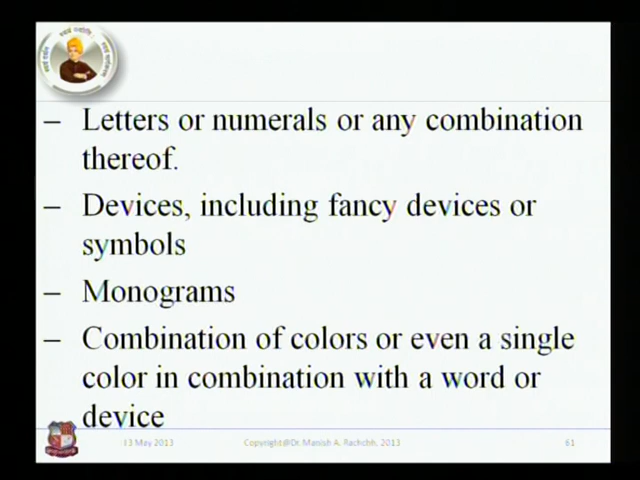 – Letters or numerals or any combination
thereof.
– Devices, including fancy devices or
symbols
– Monograms
– Combination of colors or even a single
color in combination with a word or
device
13 May 2013 Copyright@Dr. Manish A. Rachchh, 2013 61